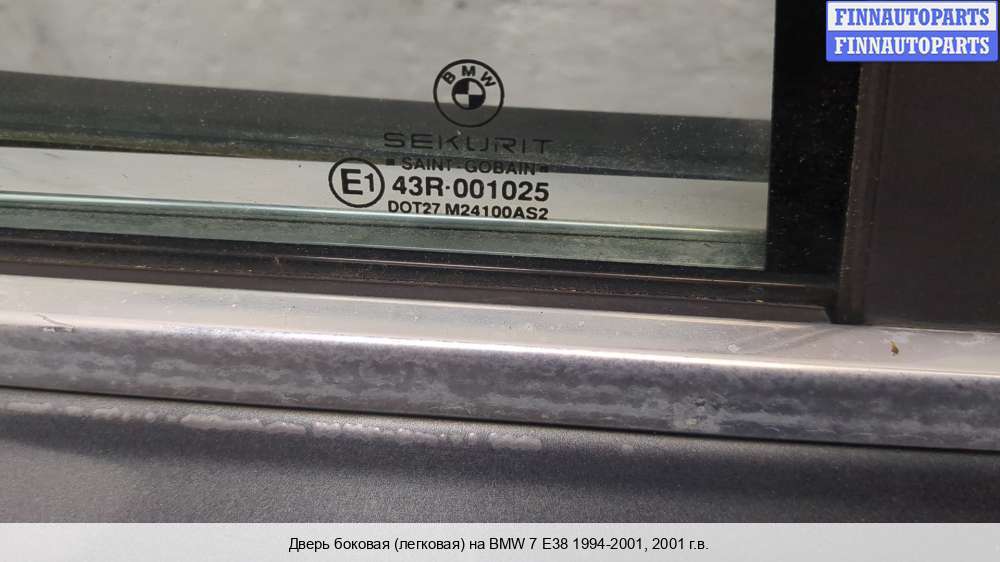 FINNAUTOPARTS
FINNAUTOPARTS
BMW
SEKURIT
SAINT-GOBAIN
E1 43R-001025
DOT27 M24100AS2
Дверь боковая (легковая) на BMW 7 E38 1994-2001, 2001 г.в.